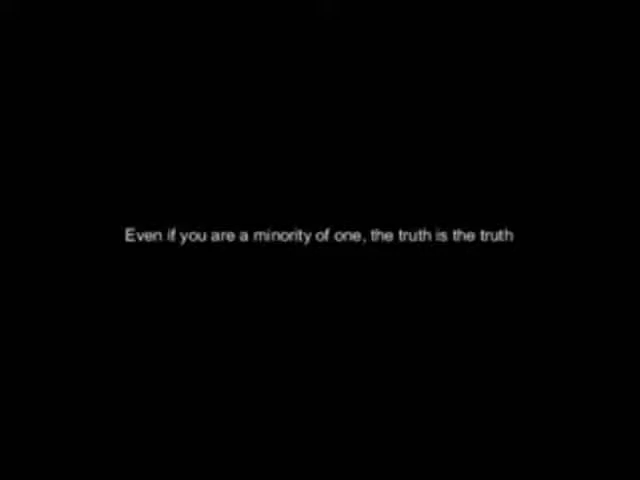 Even if you are a minority of one, the truth is the truth